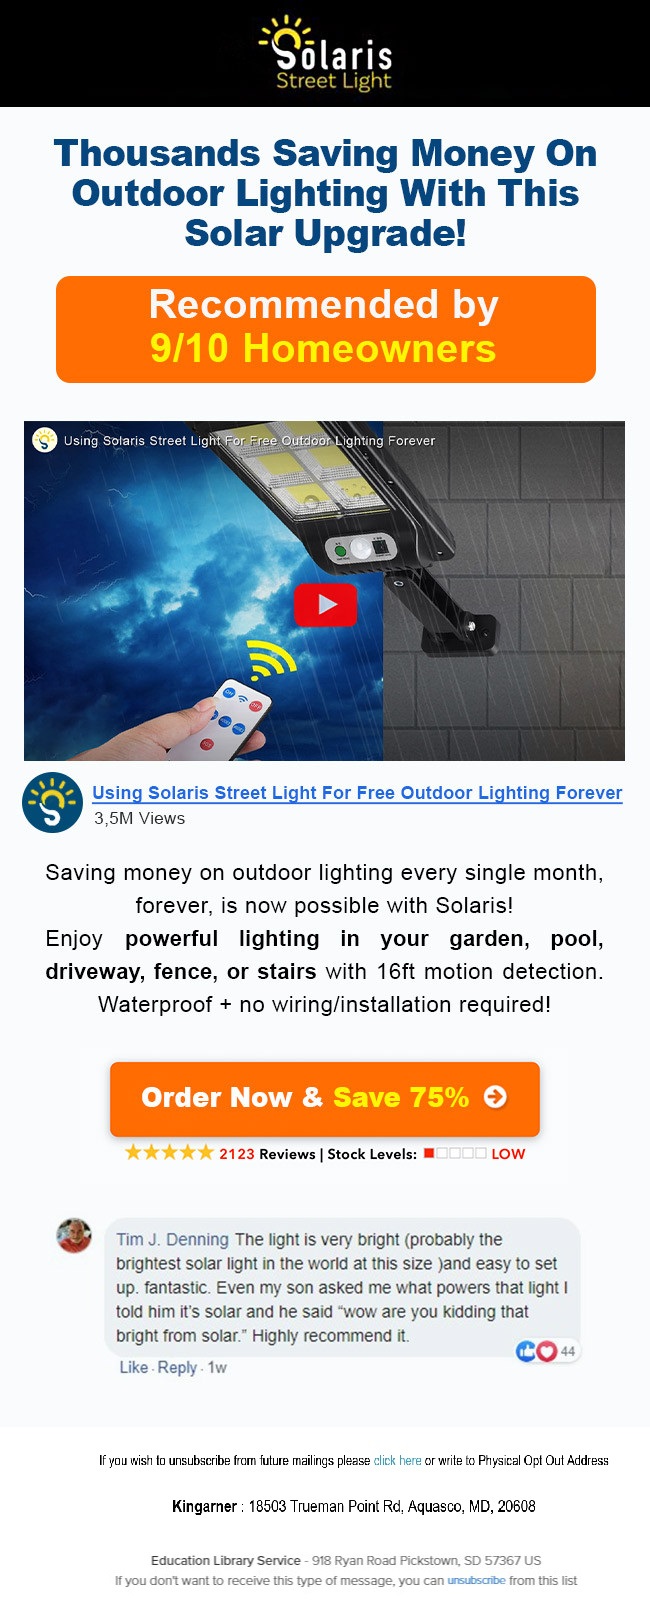 Solaris
Street Light
Thousands Saving Money On
Outdoor Lighting With This
Solar Upgrade!
Recommended by
9/10 Homeowners
Using Solaris Street Light For Free Outdoor Lighting Forever
Using Solaris Street Light For Free Outdoor Lighting Forever
3,5M Views
Saving money on outdoor lighting every single month,
forever, is now possible with Solaris!
Enjoy powerful lighting in your garden, pool,
driveway, fence, or stairs with 16ft motion detection.
Waterproof + no wiring/installation required!
Order Now & Save 75%
2123 Reviews | Stock Levels: LOW
Tim J. Denning The light is very bright (probably the
brightest solar light in the world at this size )and easy to set
up. fantastic. Even my son asked me what powers that light I
told him it's solar and he said “wow are you kidding that
bright from solar.” Highly recommend it.
44
Like · Reply · 1w
If you wish to unsubscribe from future mailings please click here or write to Physical Opt Out Address
Kingarner : 18503 Trueman Point Rd, Aquasco, MD, 20608
Education Library Service - 918 Ryan Road Pickstown, SD 57367 US
If you don't want to receive this type of message, you can unsubscribe from this list